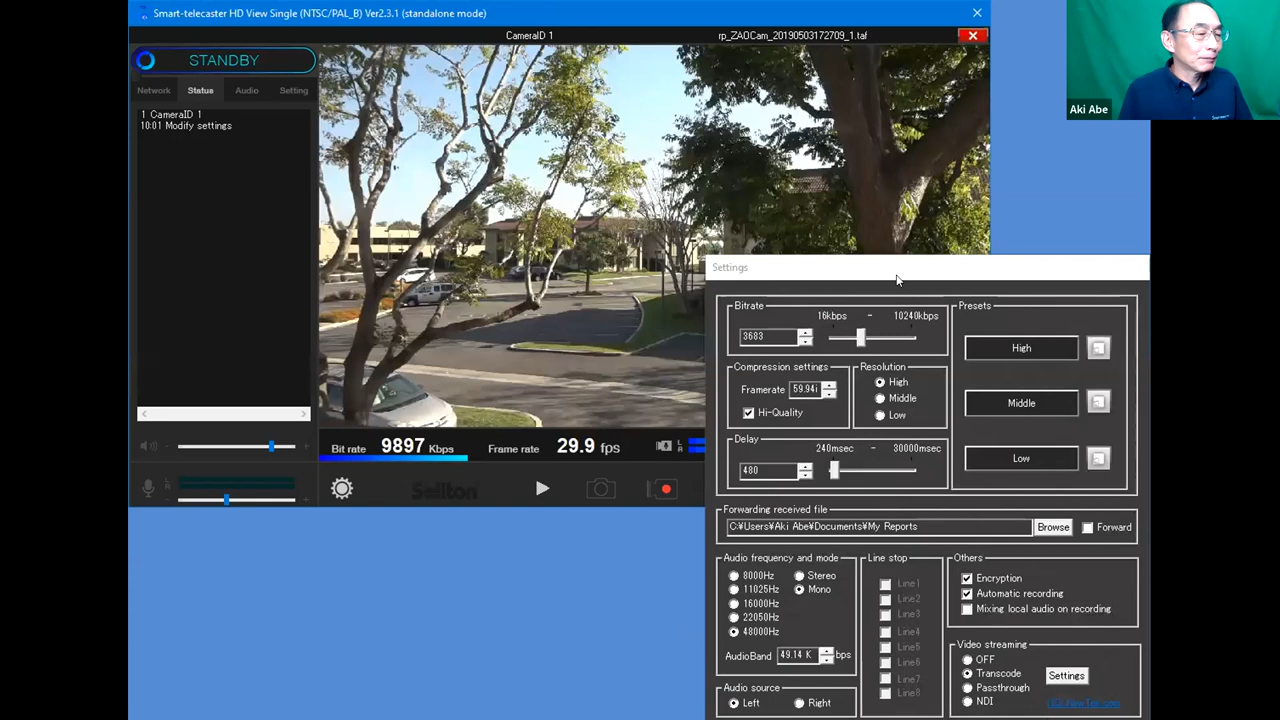 Smart-telecaster HD View Single (NTSC/PAL_B) Ver2.3.1 (standalone mode)
CameraID 1
rp_ZAOCam_20190503172709_1.taf
Aki Abe
STANDBY
Network Status Audio Setting
1 CameraID 1
10:01 Modify settings
Bit rate 9897 Kbps Frame rate 29.9 fps
L
R
L
R
Soliton
Settings
Bitrate
16kbps - 10240kbps
3683
Compression settings
Framerate 59.94i
Hi-Quality
Resolution
High
Middle
Low
Delay
240msec - 30000msec
480
Presets
High
Middle
Low
Forwarding received file
C:¥Users¥Aki Abe¥Documents¥My Reports
Browse
Forward
Audio frequency and mode
8000Hz
11025Hz
16000Hz
22050Hz
48000Hz
Stereo
Mono
AudioBand 49.14 K bps
Audio source
Left
Right
Line stop
Line1
Line2
Line3
Line4
Line5
Line6
Line7
Line8
Others
Encryption
Automatic recording
Mixing local audio on recording
Video streaming
OFF
Transcode
Passthrough
NDI
Settings